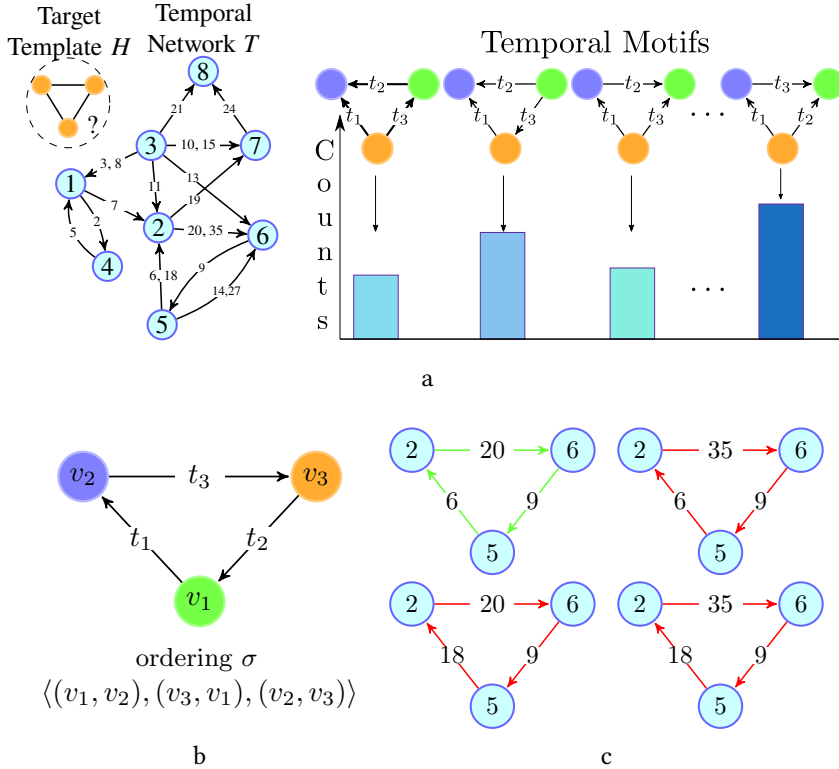 Target
Template H
?
Temporal
Network T
8
21
24
3
10, 15
7
3, 8
11
13
1
7
19
2
20, 35
6
5
2
4
6, 18
9
14,27
5
Temporal Motifs
t₂
t₁
t₃
t₂
t₁
t₃
t₂
t₁
t₃
. . .
t₃
t₁
t₂
Counts
. . .
a
v₂
t₃
v₃
t₁
t₂
v₁
ordering σ
⟨(v₁, v₂), (v₃, v₁), (v₂, v₃)⟩
b
2
20
6
6
9
5
2
35
6
6
9
5
2
20
6
18
9
5
2
35
6
18
9
5
c